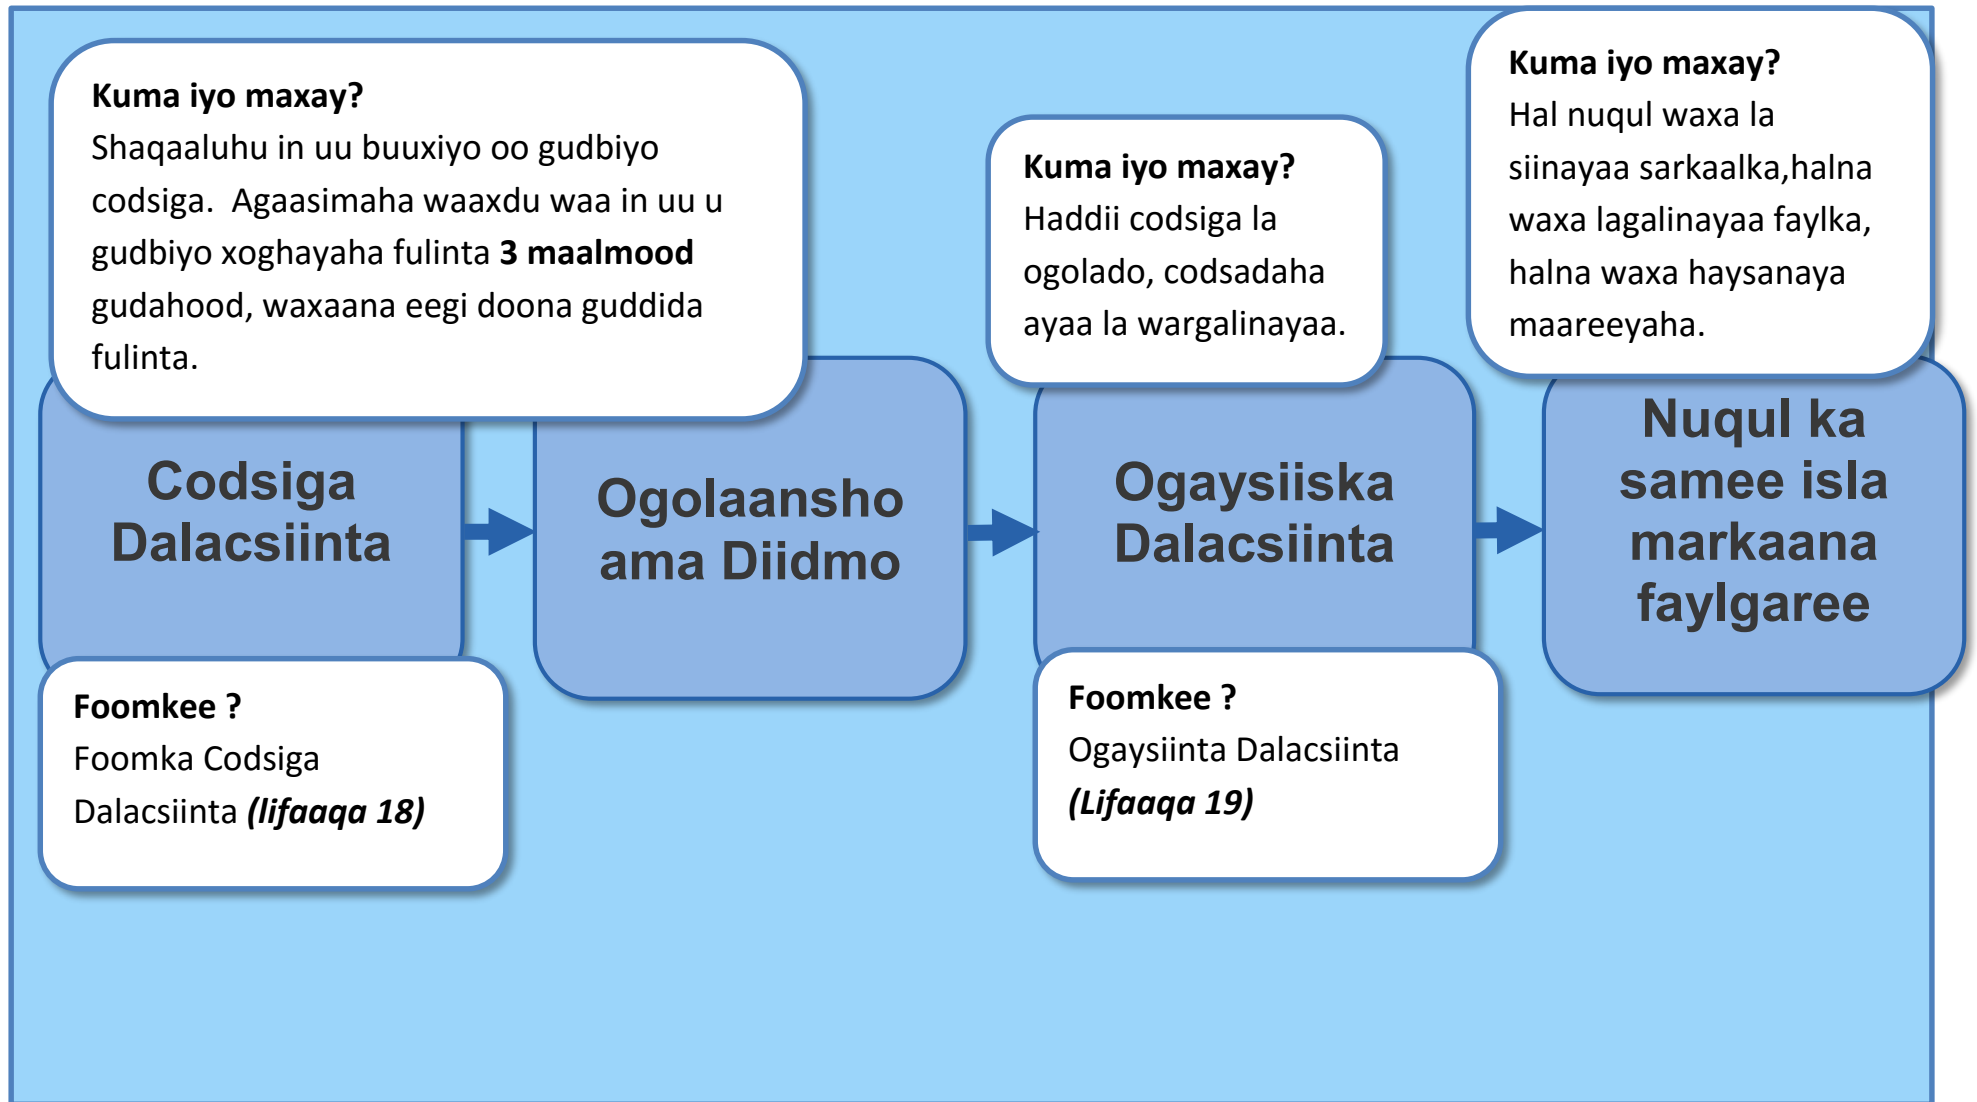 Kuma iyo maxay?
Shaqaaluhu in uu buuxiyo oo gudbiyo
codsiga. Agaasimaha waaxdu waa in uu u
gudbiyo xoghayaha fulinta 3 maalmood
gudahood, waxaana eegi doona guddida
fulinta.
Kuma iyo maxay?
Haddii codsiga la
ogolado, codsadaha
ayaa la wargalinayaa.
Kuma iyo maxay?
Hal nuqul waxa la
siinayaa sarkaalka,halna
waxa lagalinayaa faylka,
halna waxa haysanaya
maareeyaha.
Codsiga
Dalacsiinta
Ogolaansho
ama Diidmo
Ogaysiiska
Dalacsiinta
Nuqul ka
samee isla
markaana
faylgaree
Foomkee ?
Foomka Codsiga
Dalacsiinta (lifaaqa 18)
Foomkee ?
Ogaysiinta Dalacsiinta
(Lifaaqa 19)